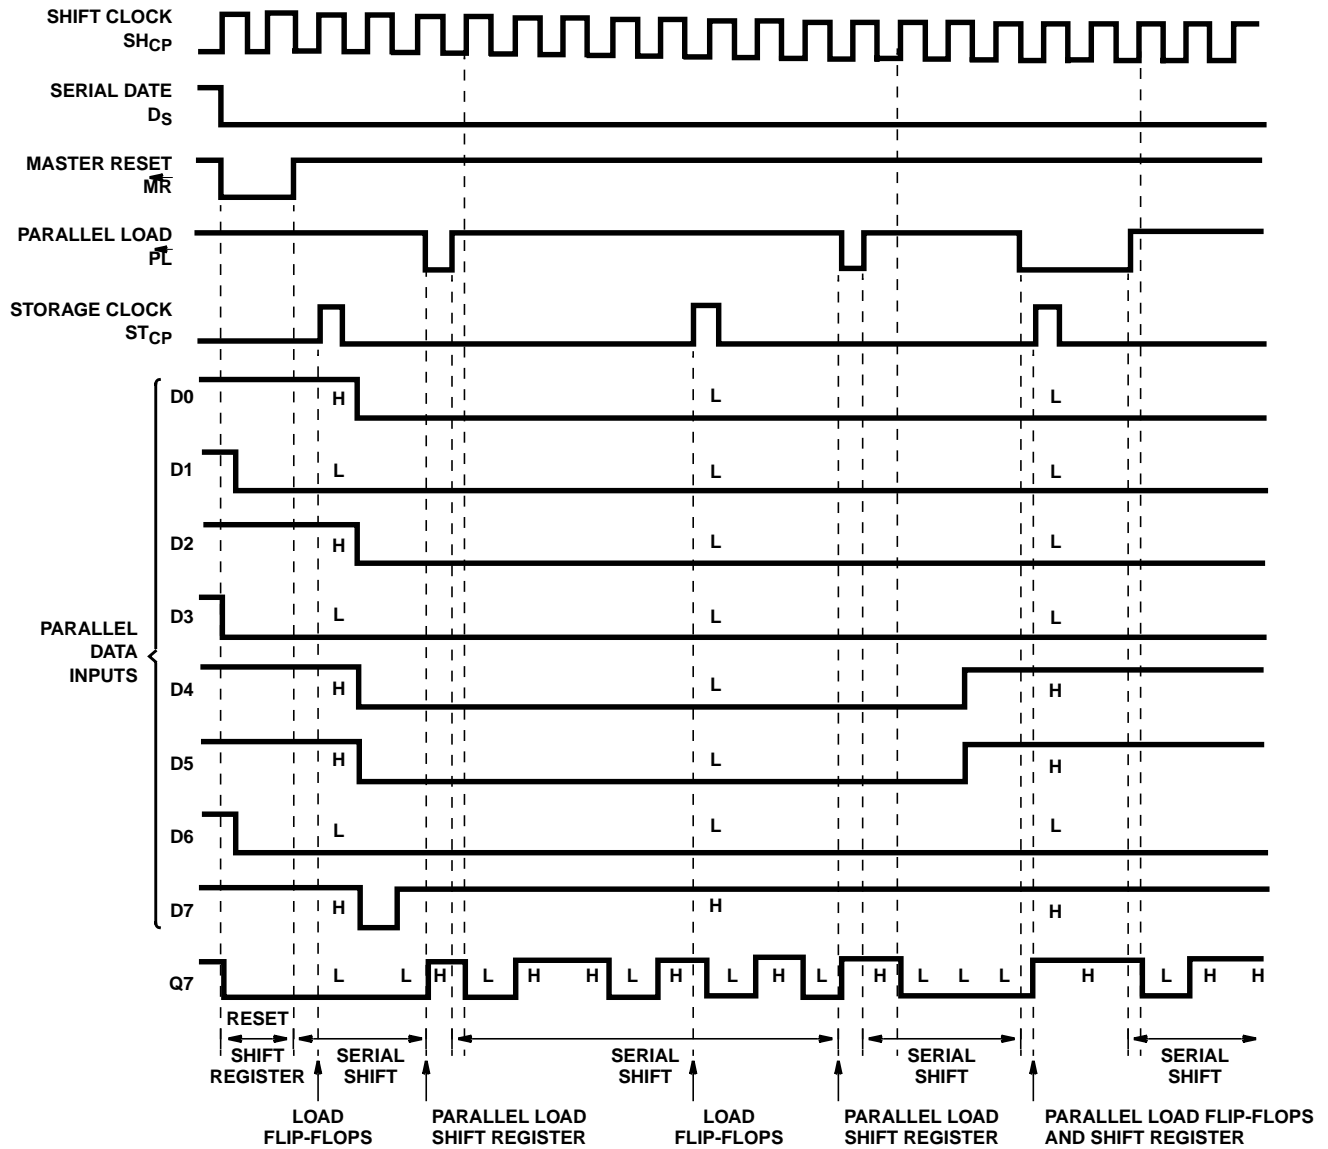 SHIFT CLOCK
SHCP
SERIAL DATE
DS
MASTER RESET
MR
PARALLEL LOAD
PL
STORAGE CLOCK
STCP
D0 H L L
D1 L L L
D2 H L L
D3 L L L
PARALLEL
DATA
INPUTS
D4 H L H
D5 H L H
D6 L L L
D7 H H H
Q7 L L H L H H L H L H L H L L L H L H H
RESET
SHIFT
REGISTER
SERIAL
SHIFT
SERIAL
SHIFT
SERIAL
SHIFT
SERIAL
SHIFT
LOAD
FLIP-FLOPS
PARALLEL LOAD
SHIFT REGISTER
LOAD
FLIP-FLOPS
PARALLEL LOAD
SHIFT REGISTER
PARALLEL LOAD FLIP-FLOPS
AND SHIFT REGISTER